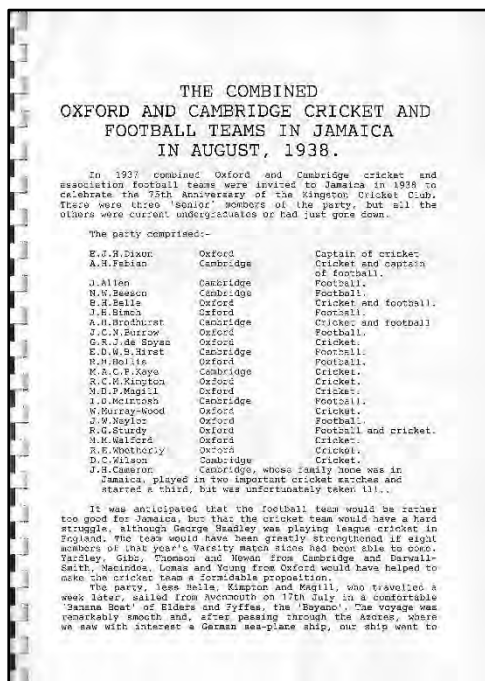 THE COMBINED
OXFORD AND CAMBRIDGE CRICKET AND
FOOTBALL TEAMS IN JAMAICA
IN AUGUST, 1938.
In 1937 combined Oxford and Cambridge cricket and
association football teams were invited to Jamaica in 1938 to
celebrate the 75th Anniversary of the Kingston Cricket Club.
There were three 'senior' members of the party, but all the
others were current undergraduates or had just gone down.
The party comprised:-
E.J.H.Dixon Oxford Captain of cricket
A.H.Fabian Cambridge Cricket and captain
of football.
J.Allen Cambridge Football.
N.W.Beeson Cambridge Football.
B.H.Belle Oxford Cricket and football.
J.H.Bimch Oxford Football.
A.H.Brodhurst Cambridge Cricket and football
J.C.N.Burrow Oxford Football.
G.R.J.de Soysa Oxford Cricket.
E.D.W.B.Hirst Cambridge Football.
R.N.Hollis Oxford Football.
M.A.C.P.Kaye Cambridge Cricket.
R.C.M.Kimpton Oxford Cricket.
M.D.P.Magill Oxford Cricket.
I.D.McIntosh Cambridge Football.
W.Murray-Wood Oxford Cricket.
J.W.Naylor Oxford Football.
R.G.Sturdy Oxford Football and cricket.
M.M.Walford Oxford Cricket.
R.E.Whetherly Oxford Cricket.
D.C.Wilson Cambridge Cricket.
J.H.Cameron Cambridge, whose family home was in
Jamaica, played in two important cricket matches and
started a third, but was unfortunately taken ill..
It was anticipated that the football team would be rather
too good for Jamaica, but that the cricket team would have a hard
struggle, although George Headley was playing league cricket in
England. The team would have been greatly strengthened if eight
members of that year's Varsity match sides had been able to come.
Yardley, Gibb, Thomson and Hewan from Cambridge and Darwall-
Smith, Macindoe, Lomas and Young from Oxford would have helped to
make the cricket team a formidable proposition.
The party, less Belle, Kimpton and Magill, who travelled a
week later, sailed from Avonmouth on 17th July in a comfortable
'Banana Boat' of Elders and Fyffes, the 'Bayano'. The voyage was
remarkably smooth and, after passing through the Azores, where
we saw with interest a German sea-plane ship, our ship went to